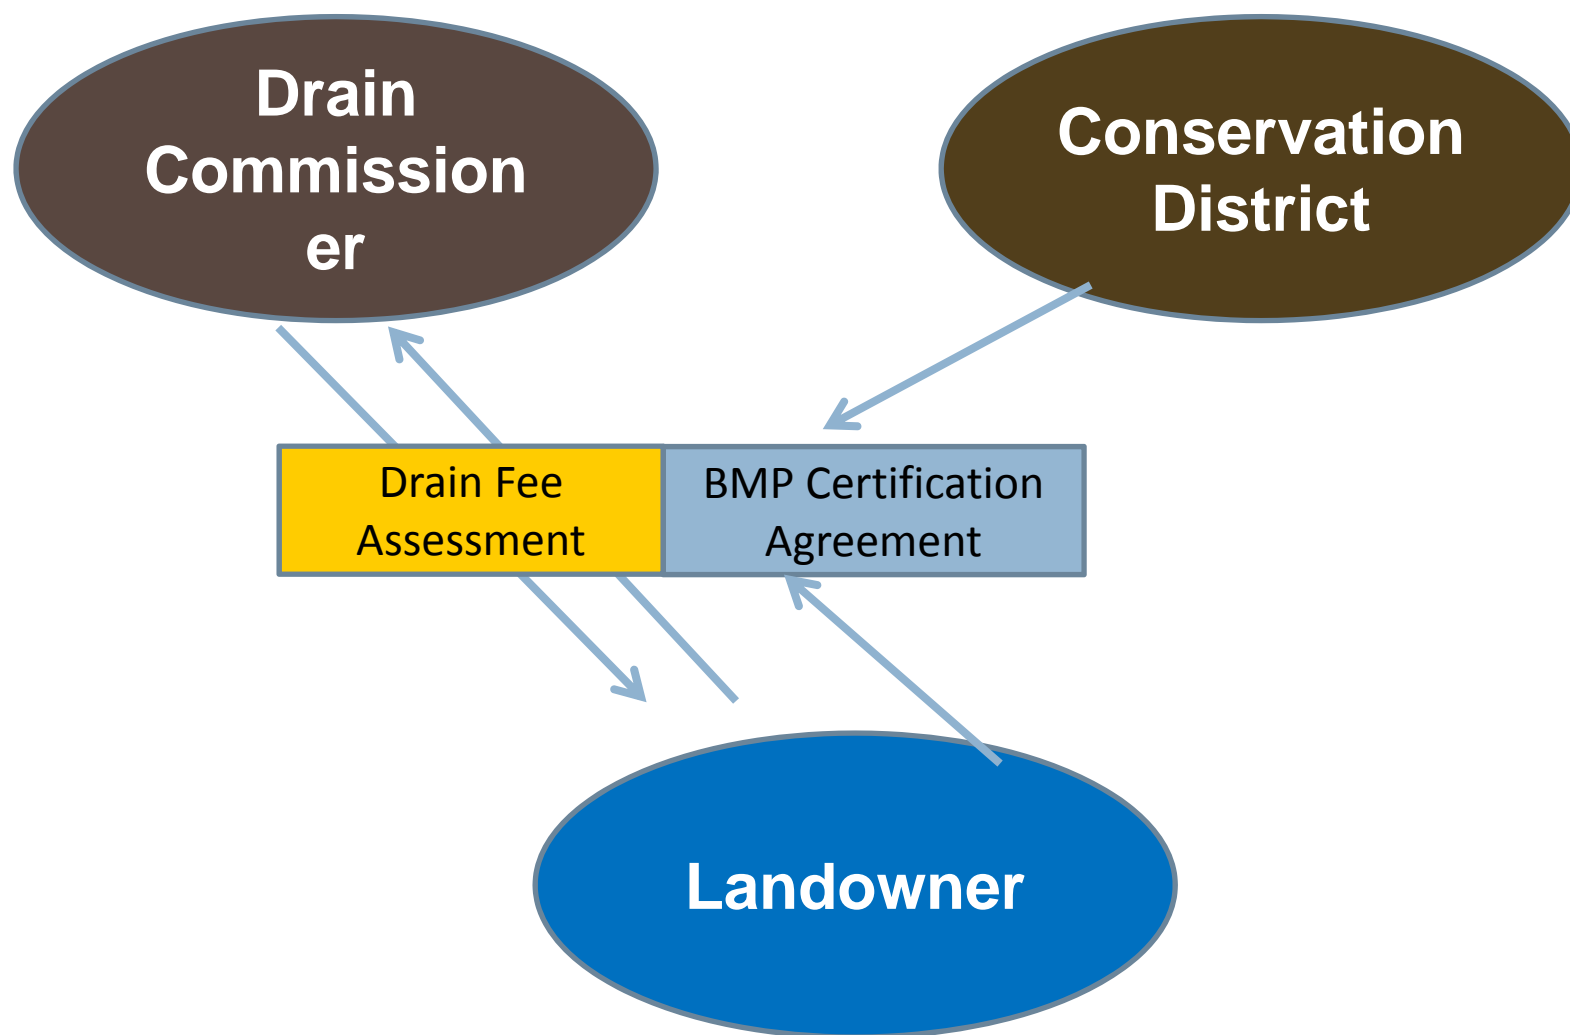 Drain
Commission
er
Conservation
District
Drain Fee
Assessment
BMP Certification
Agreement
Landowner